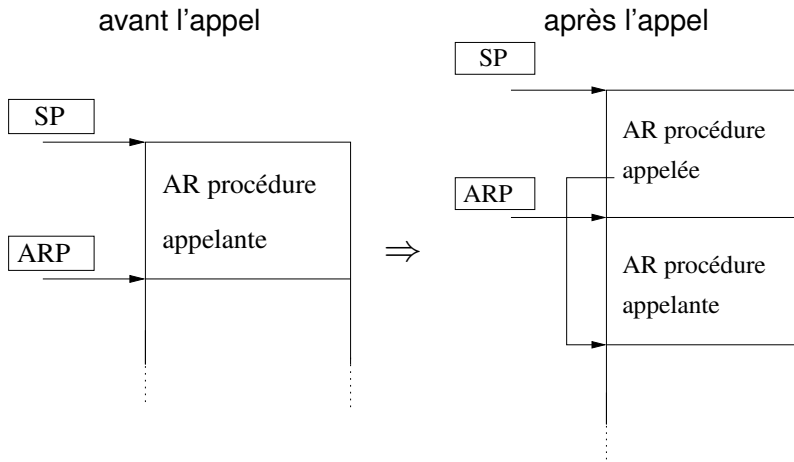 avant l'appel
SP
AR procédure
appelante
ARP
⇒
après l'appel
SP
AR procédure
appelée
ARP
AR procédure
appelante